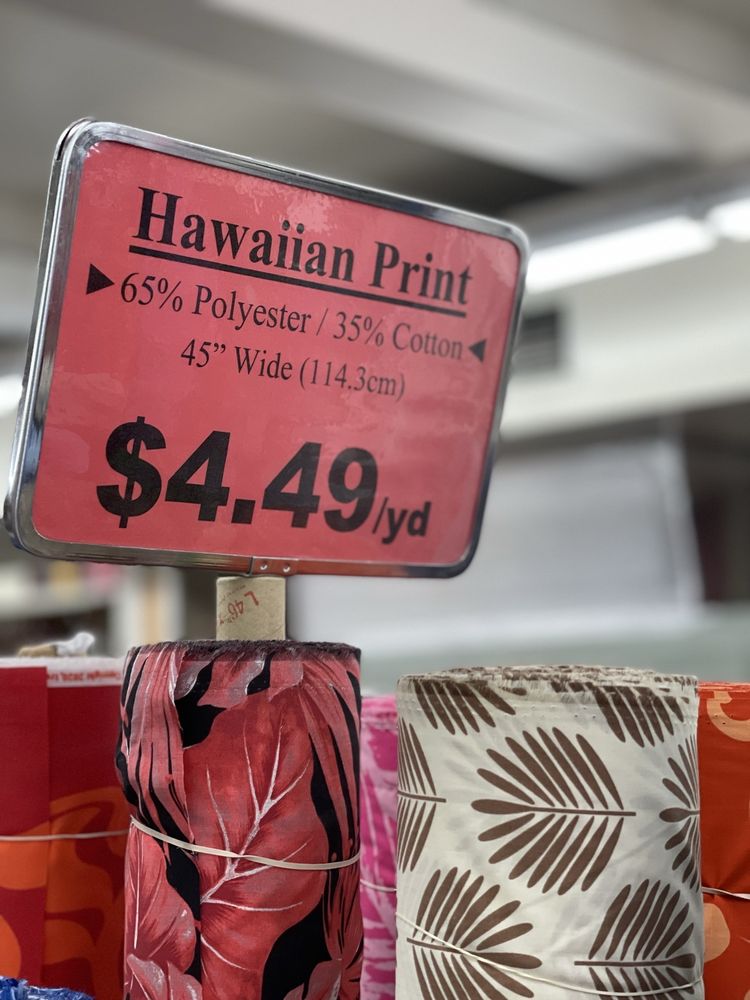 Hawaiian Print
▶65% Polyester / 35% Cotton◀
45” Wide (114.3cm)
$4.49/yd